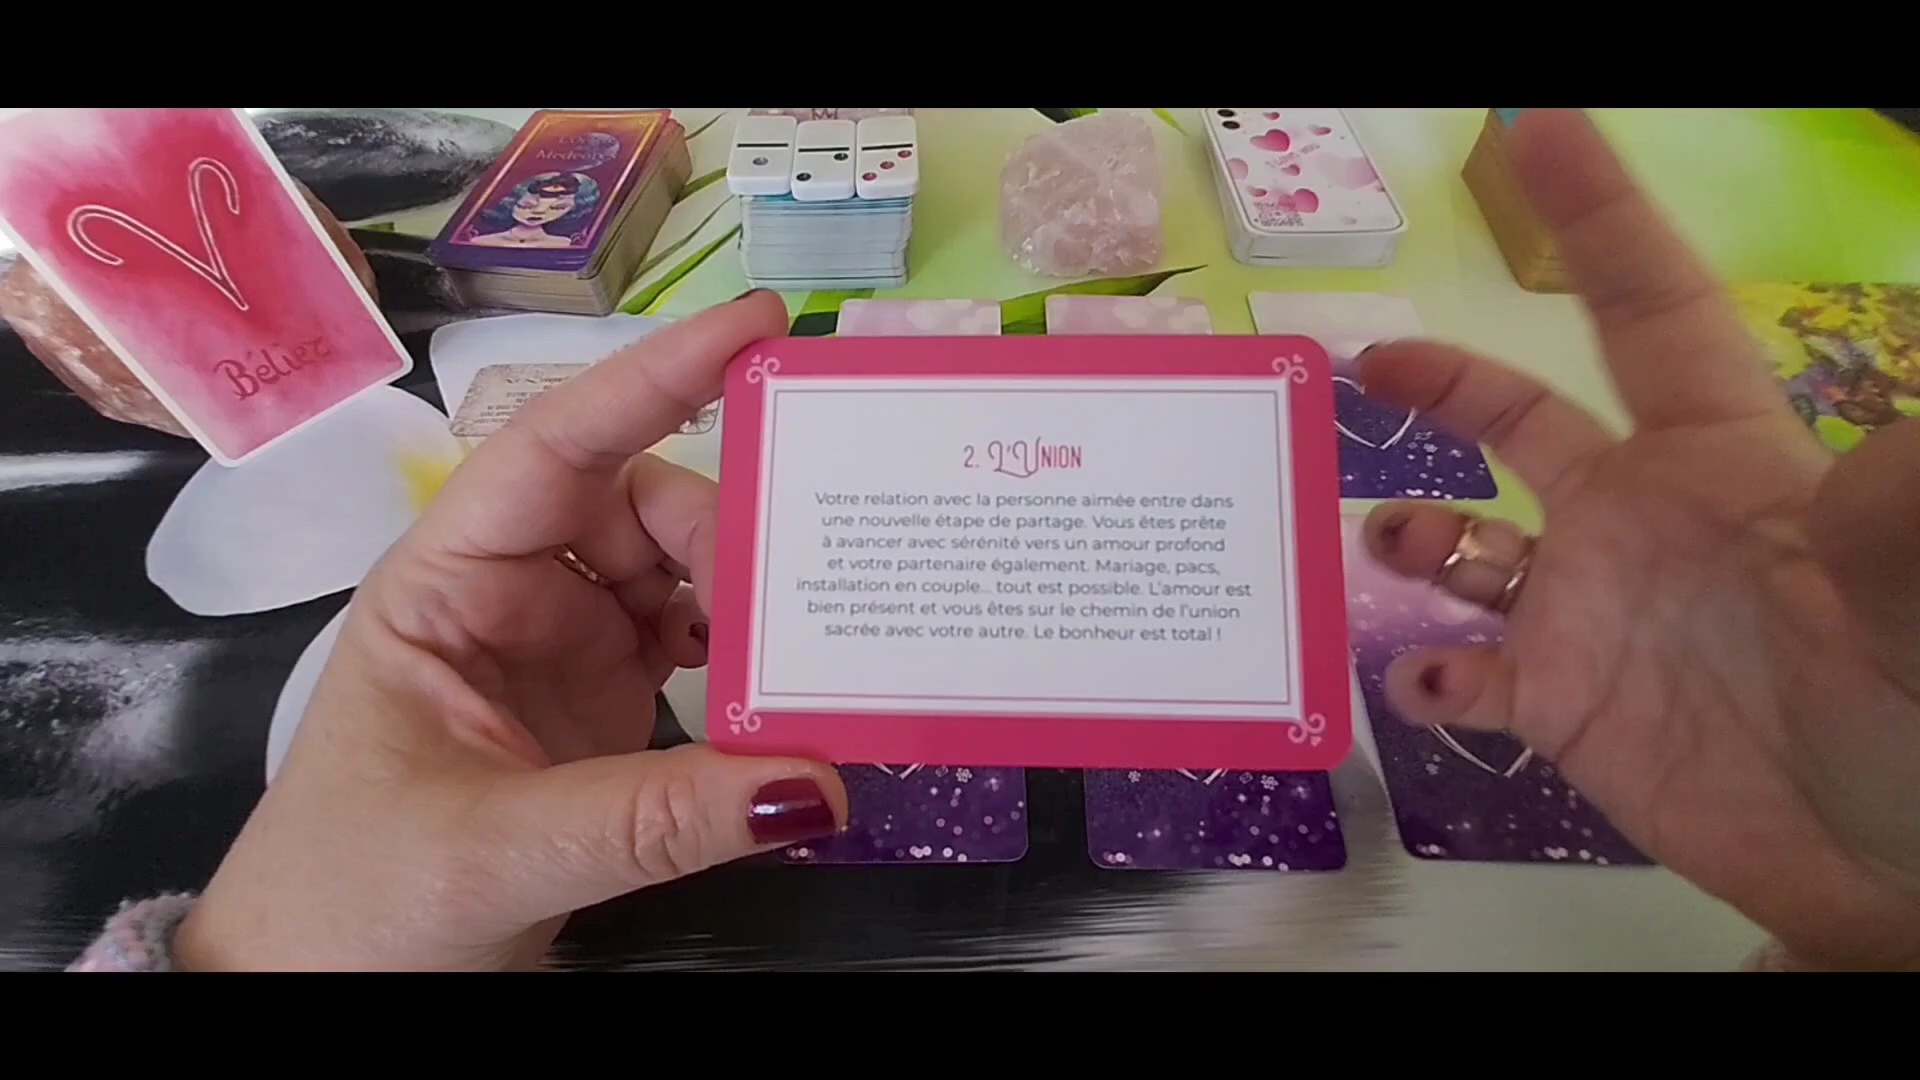 Bélier
I LOVE YOU
2. L'Union
Votre relation avec la personne aimée entre dans
une nouvelle étape de partage. Vous êtes prête
à avancer avec sérénité vers un amour profond
et votre partenaire également. Mariage, pacs,
installation en couple... tout est possible. L'amour est
bien présent et vous êtes sur le chemin de l'union
sacrée avec votre autre. Le bonheur est total !